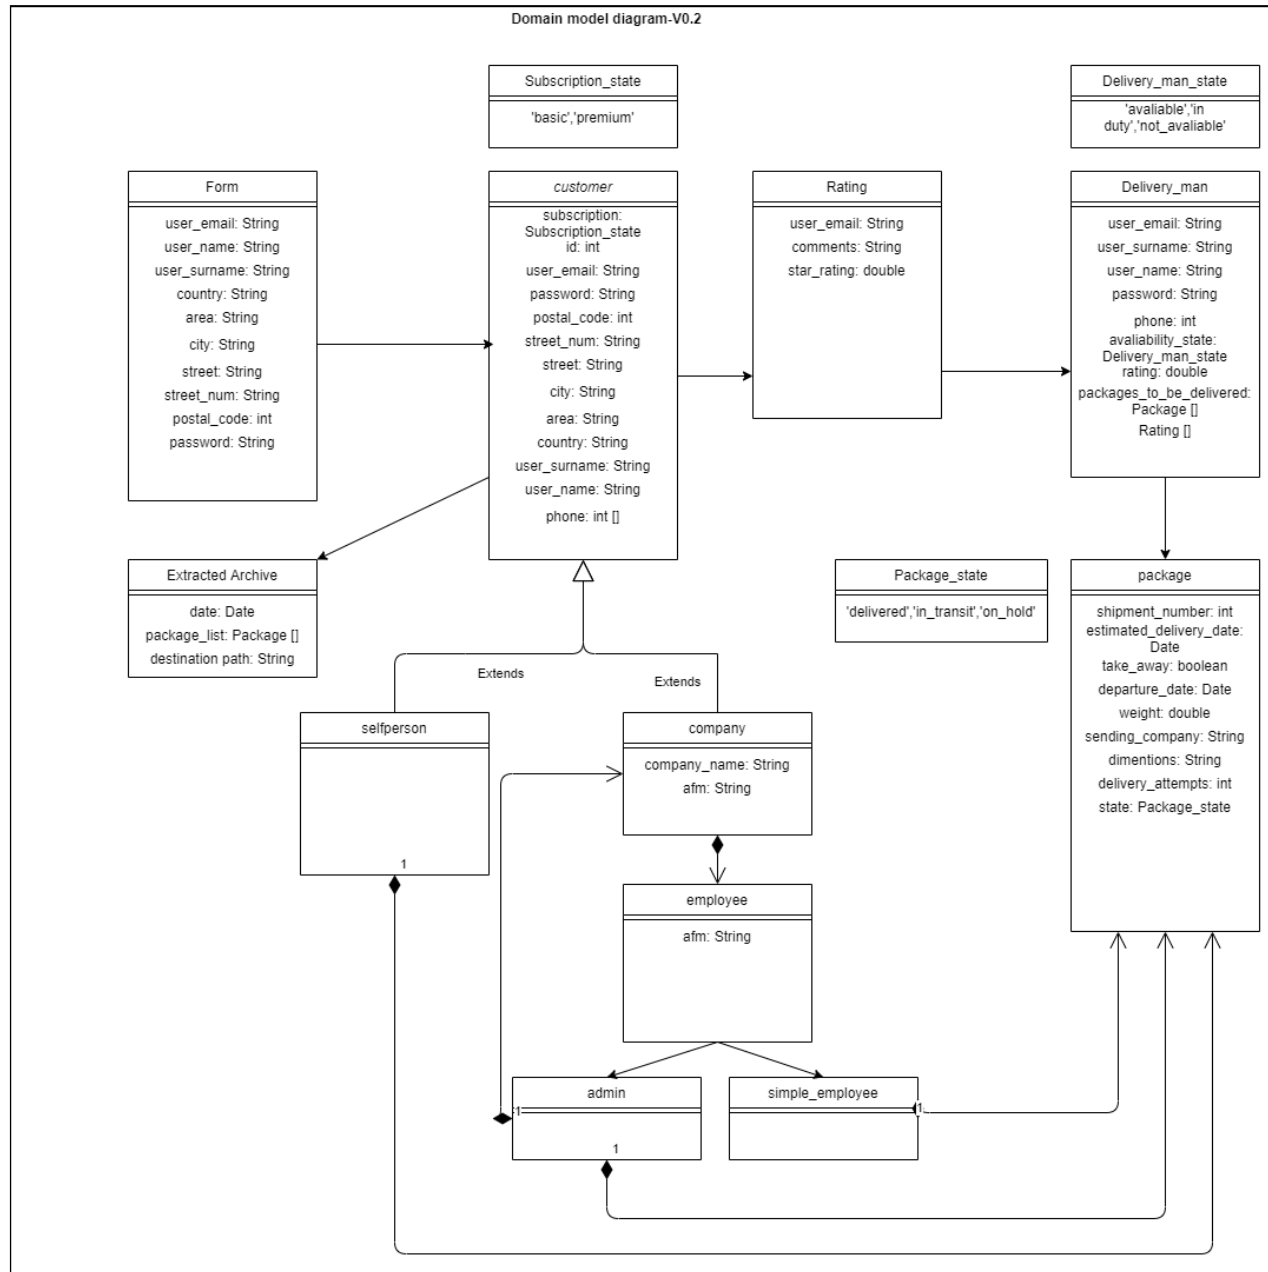 Domain model diagram-V0.2
Subscription_state
'basic','premium'
Delivery_man_state
'avaliable','in
duty','not_avaliable'
Form
user_email: String
user_name: String
user_surname: String
country: String
area: String
city: String
street: String
street_num: String
postal_code: int
password: String
customer
subscription:
Subscription_state
id: int
user_email: String
password: String
postal_code: int
street_num: String
street: String
city: String
area: String
country: String
user_surname: String
user_name: String
phone: int []
Rating
user_email: String
comments: String
star_rating: double
Delivery_man
user_email: String
user_surname: String
user_name: String
password: String
phone: int
avaliability_state:
Delivery_man_state
rating: double
packages_to_be_delivered:
Package []
Rating []
Extracted Archive
date: Date
package_list: Package []
destination path: String
Package_state
'delivered','in_transit','on_hold'
package
shipment_number: int
estimated_delivery_date:
Date
take_away: boolean
departure_date: Date
weight: double
sending_company: String
dimentions: String
delivery_attempts: int
state: Package_state
Extends
Extends
selfperson
1
company
company_name: String
afm: String
employee
afm: String
admin
1
1
simple_employee
1